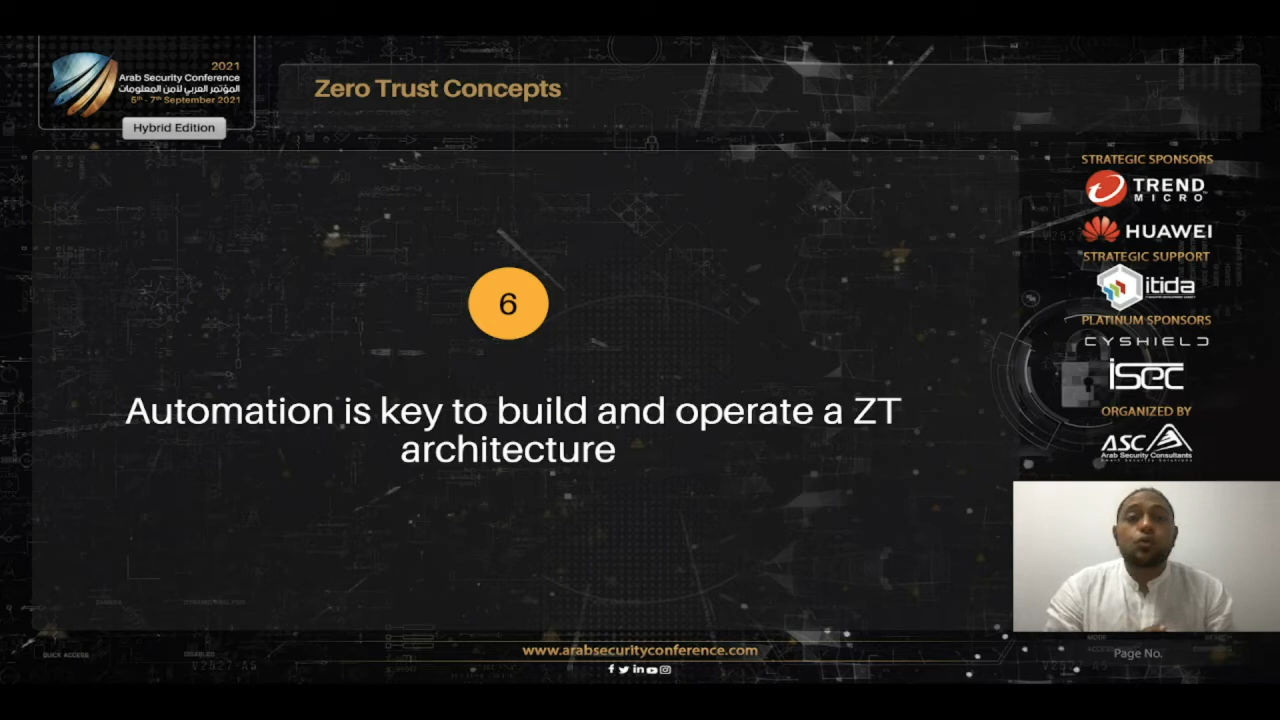 2021
Arab Security Conference
المؤتمر العربي لأمن المعلومات
5th - 7th September 2021
Hybrid Edition
Zero Trust Concepts
6
Automation is key to build and operate a ZT
architecture
STRATEGIC SPONSORS
TREND
MICRO
HUAWEI
STRATEGIC SUPPORT
itida
PLATINUM SPONSORS
CYSHIELD
isec
ORGANIZED BY
ASC
Arab Security Consultants
www.arabsecurityconference.com
Page No.
QUICK ACCESS